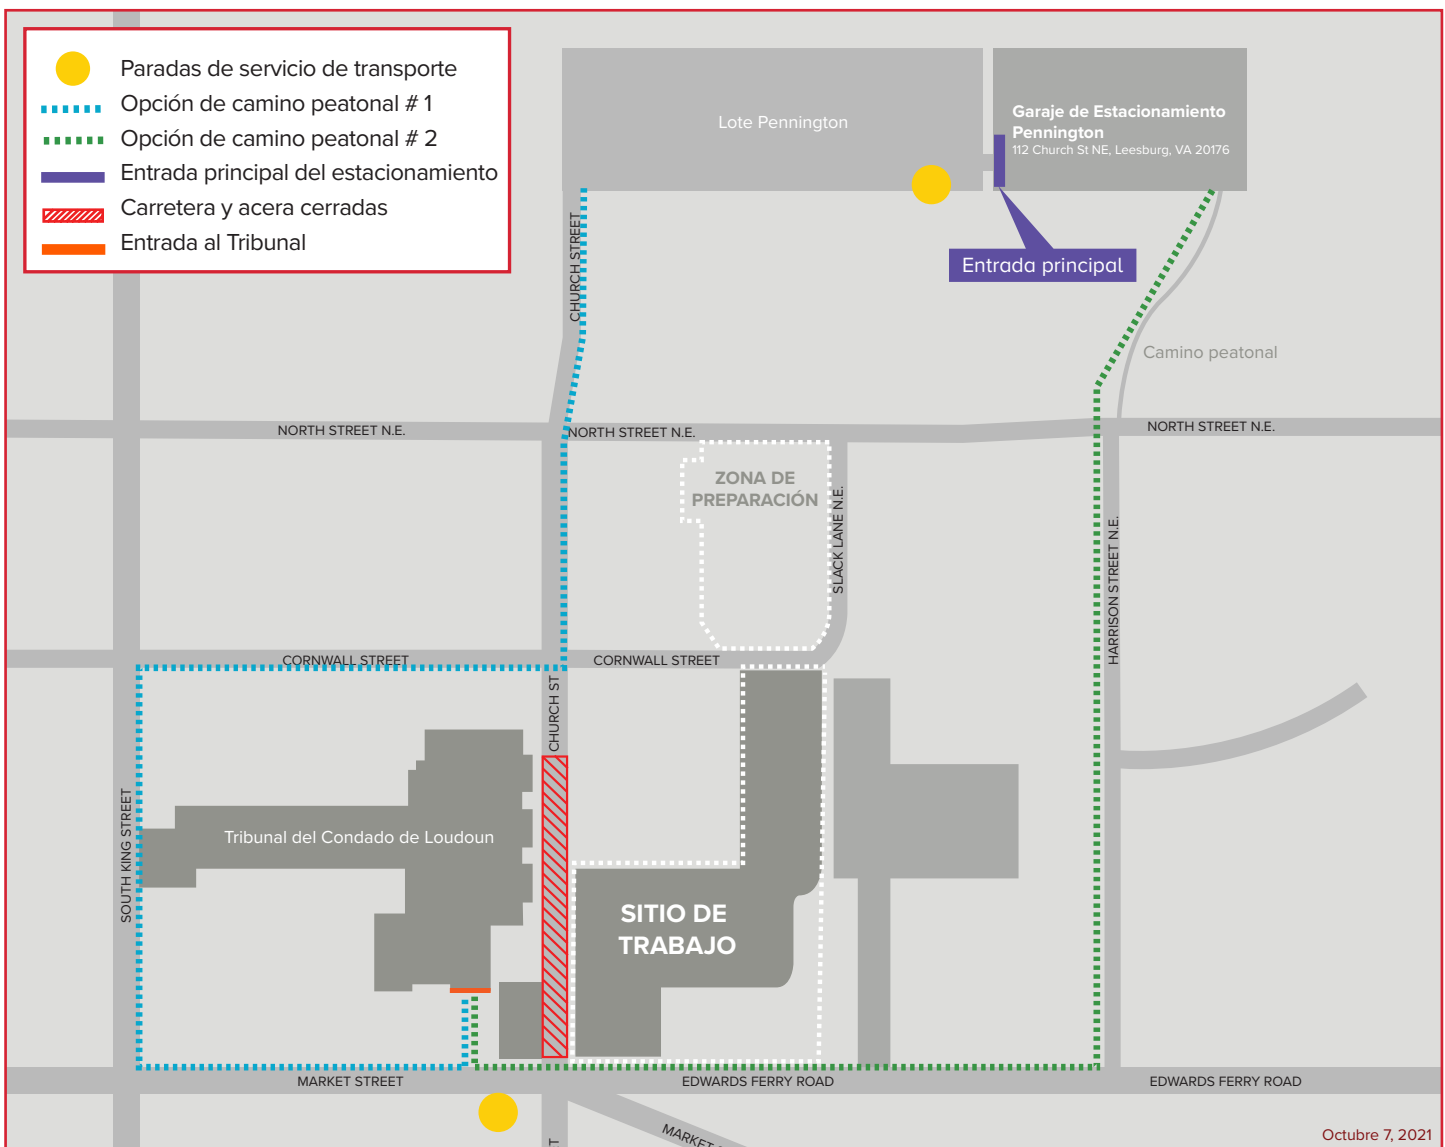 Paradas de servicio de transporte
Opción de camino peatonal # 1
Opción de camino peatonal # 2
Entrada principal del estacionamiento
Carretera y acera cerradas
Entrada al Tribunal
Lote Pennington
Garaje de Estacionamiento
Pennington
112 Church St NE, Leesburg, VA 20176
Entrada principal
CHURCH STREET
Camino peatonal
NORTH STREET N.E.
NORTH STREET N.E.
NORTH STREET N.E.
ZONA DE
PREPARACIÓN
SLACK LANE N.E.
HARRISON STREET N.E.
CORNWALL STREET
CORNWALL STREET
CHURCH ST
SOUTH KING STREET
Tribunal del Condado de Loudoun
SITIO DE
TRABAJO
MARKET STREET
EDWARDS FERRY ROAD
EDWARDS FERRY ROAD
MARKET
Octubre 7, 2021